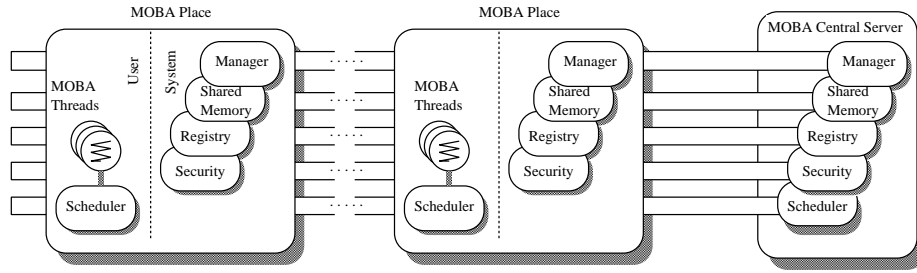 MOBA Place
User
System
MOBA
Threads
Manager
Shared
Memory
Registry
Security
Scheduler
MOBA Place
MOBA
Threads
Manager
Shared
Memory
Registry
Security
Scheduler
MOBA Central Server
Manager
Shared
Memory
Registry
Security
Scheduler